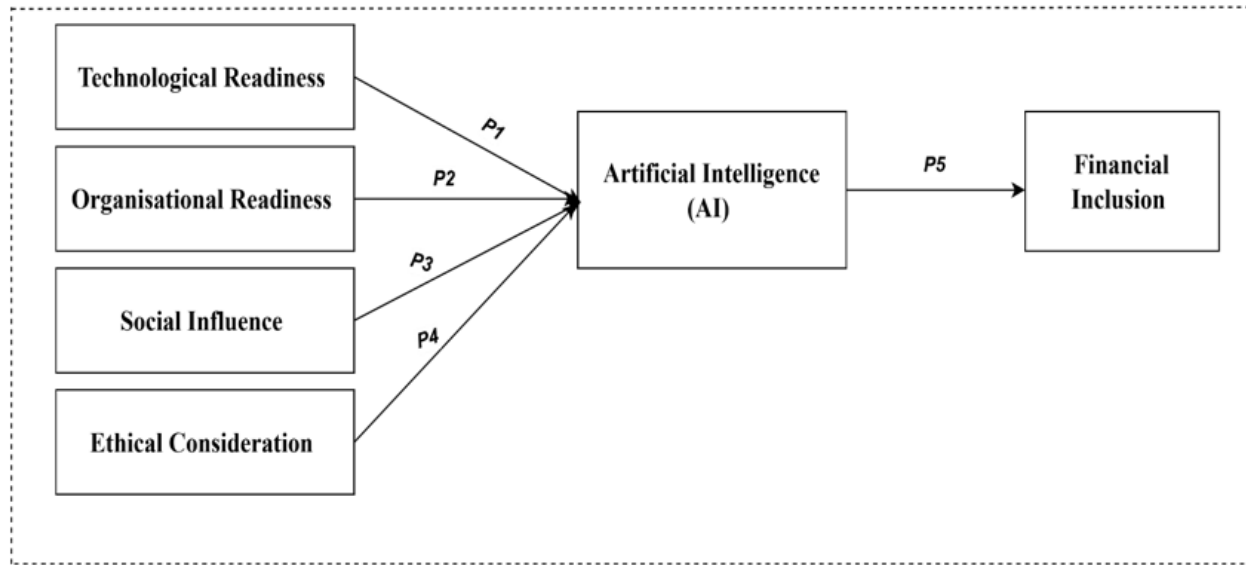 Technological Readiness
P1
Organisational Readiness
P2
Social Influence
P3
Ethical Consideration
P4
Artificial Intelligence
(AI)
P5
Financial
Inclusion